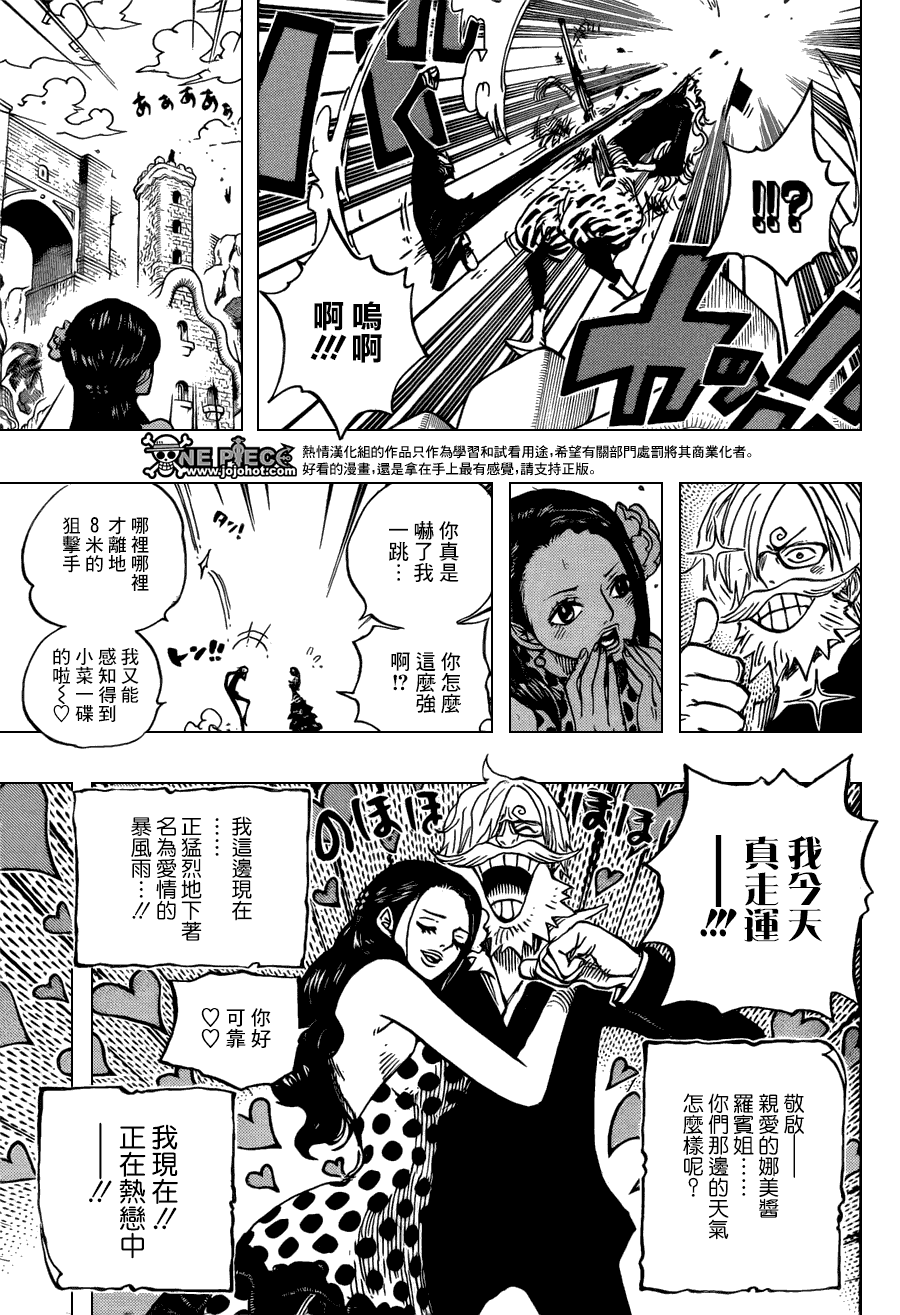 !!?
嗚啊
啊!!!
ああああぁ
ONE PIECE
www.jojohot.com
熱情漢化組的作品只作為學習和試看用途,希望有關部門處罰將其商業化者。
好看的漫畫,還是拿在手上最有感覺,請支持正版。
你真是
嚇了我
一跳…
你怎麼
這麼強
啊!?
タン!
トン!!
哪裡哪裡
才離地
8米的
狙擊手
我又能
感知得到
小菜一碟
的啦~♡
我今天
真走運
——!!!
のほほほほほ
敬啟——
親愛的娜美醬
羅賓姐……
你們那邊的天氣
怎麼樣呢?
我這邊現在
……
正猛烈地下著
名為愛情的
暴風雨…!!
你好
可靠
♡♡
我現在!!
正在熱戀中
——!!